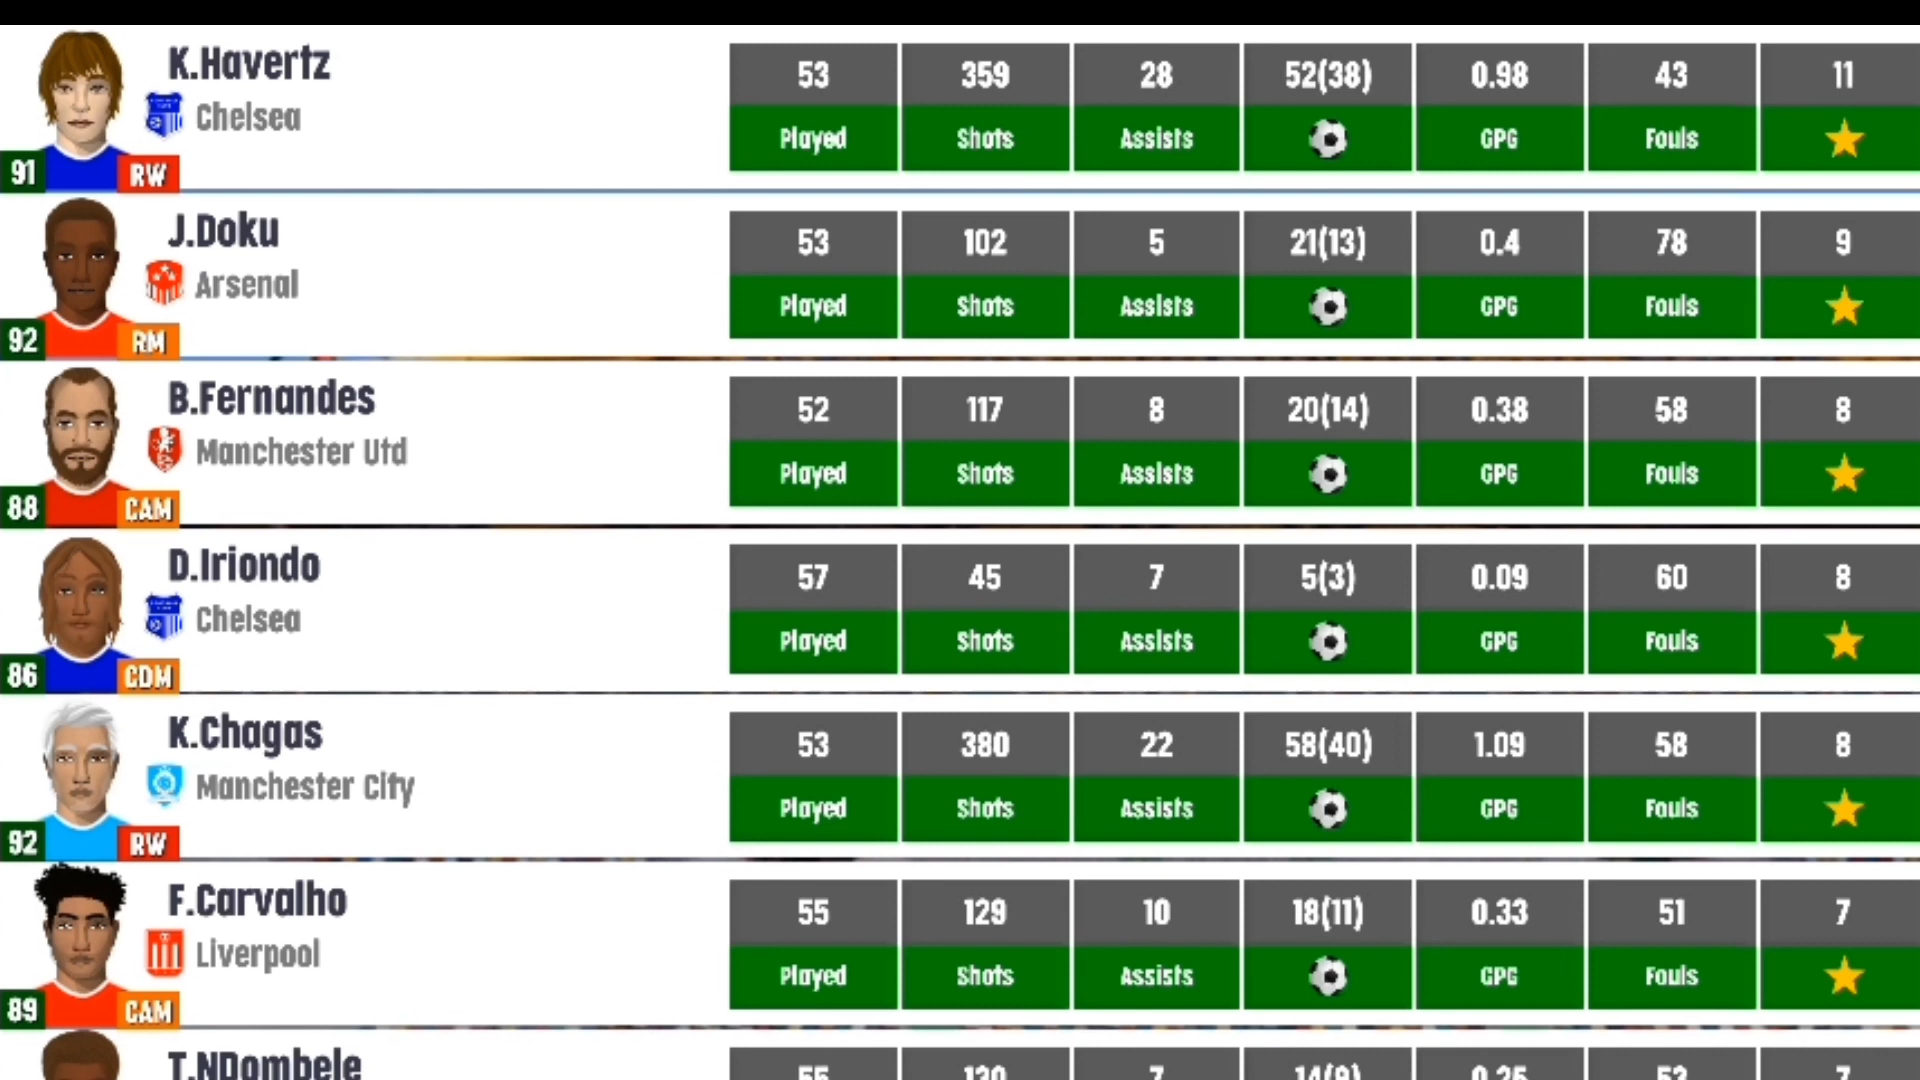 K.Havertz
Chelsea
91 RW
53 359 28 52(38) 0.98 43 11
Played Shots Assists GPG Fouls
J.Doku
Arsenal
92 RM
53 102 5 21(13) 0.4 78 9
Played Shots Assists GPG Fouls
B.Fernandes
Manchester Utd
88 CAM
52 117 8 20(14) 0.38 58 8
Played Shots Assists GPG Fouls
D.Iriondo
Chelsea
86 CDM
57 45 7 5(3) 0.09 60 8
Played Shots Assists GPG Fouls
K.Chagas
Manchester City
92 RW
53 380 22 58(40) 1.09 58 8
Played Shots Assists GPG Fouls
F.Carvalho
Liverpool
89 CAM
55 129 10 18(11) 0.33 51 7
Played Shots Assists GPG Fouls
T.NDombele
55 7